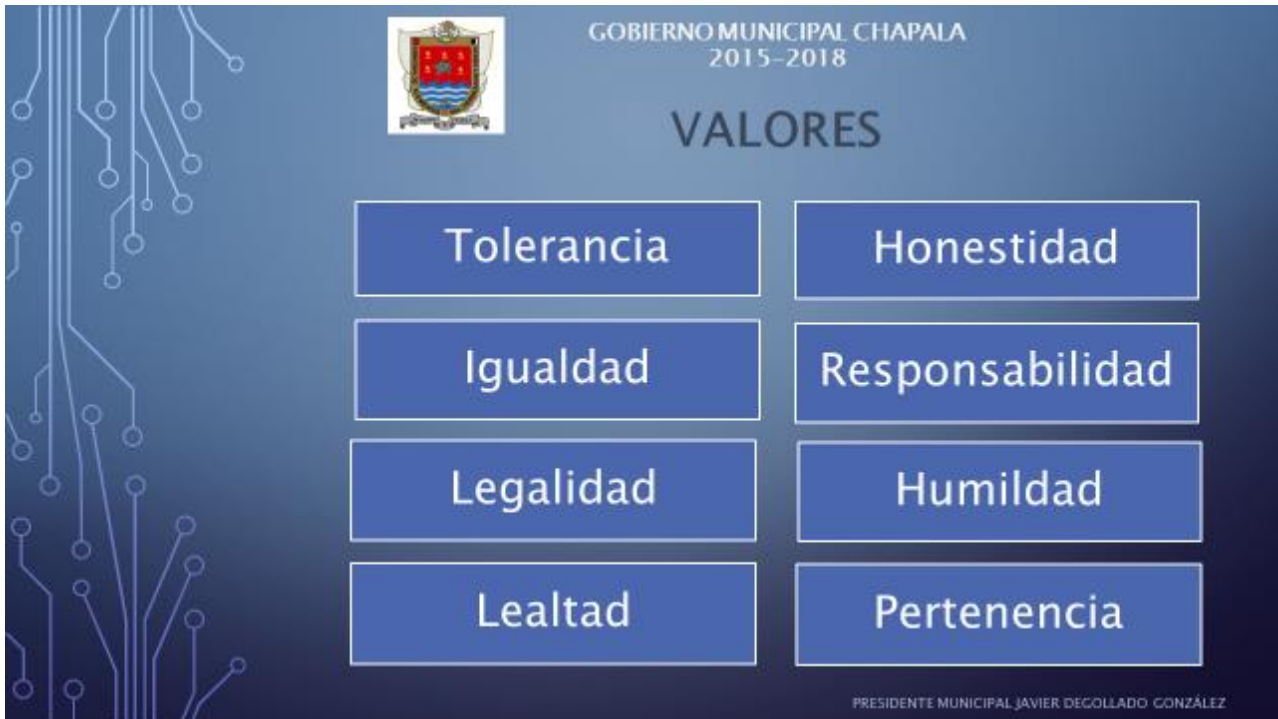 GOBIERNO MUNICIPAL CHAPALA
2015-2018
VALORES
Tolerancia
Honestidad
Igualdad
Responsabilidad
Legalidad
Humildad
Lealtad
Pertenencia
PRESIDENTE MUNICIPAL JAVIER DEGOLLADO GONZÁLEZ